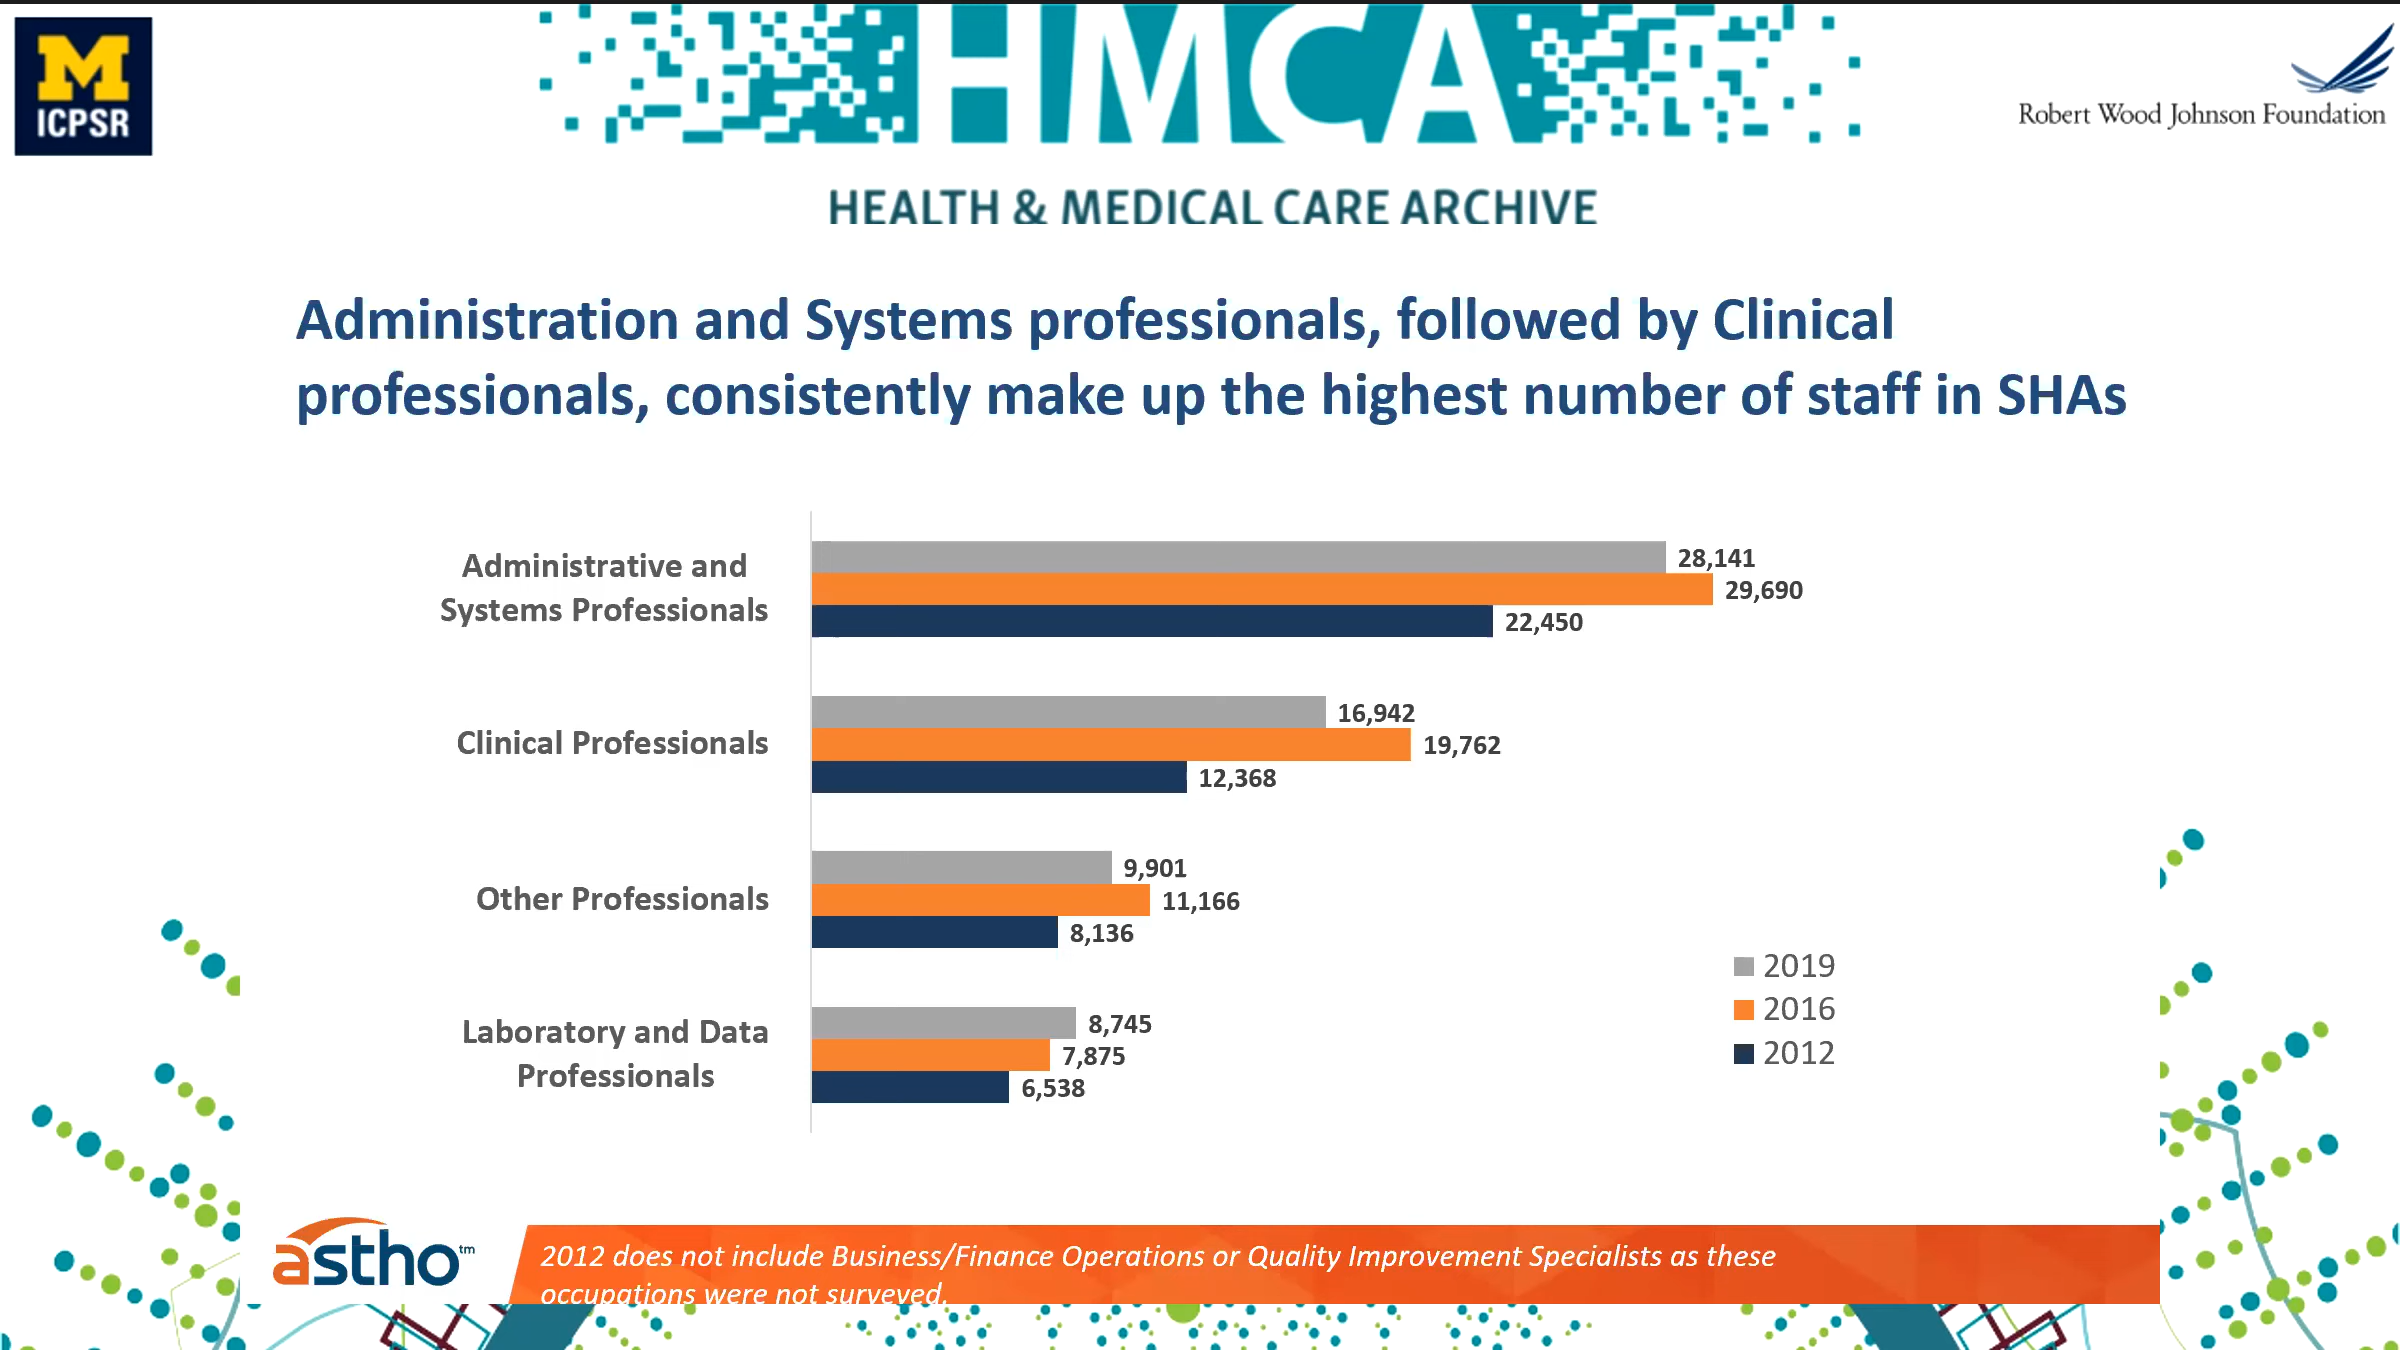 HMCA
M
ICPSR
Robert Wood Johnson Foundation
HEALTH & MEDICAL CARE ARCHIVE
Administration and Systems professionals, followed by Clinical
professionals, consistently make up the highest number of staff in SHAs
Administrative and
Systems Professionals
28,141
29,690
22,450
Clinical Professionals
16,942
19,762
12,368
Other Professionals
9,901
11,166
8,136
Laboratory and Data
Professionals
8,745
7,875
6,538
2019
2016
2012
astho™
2012 does not include Business/Finance Operations or Quality Improvement Specialists as these
occupations were not surveyed.